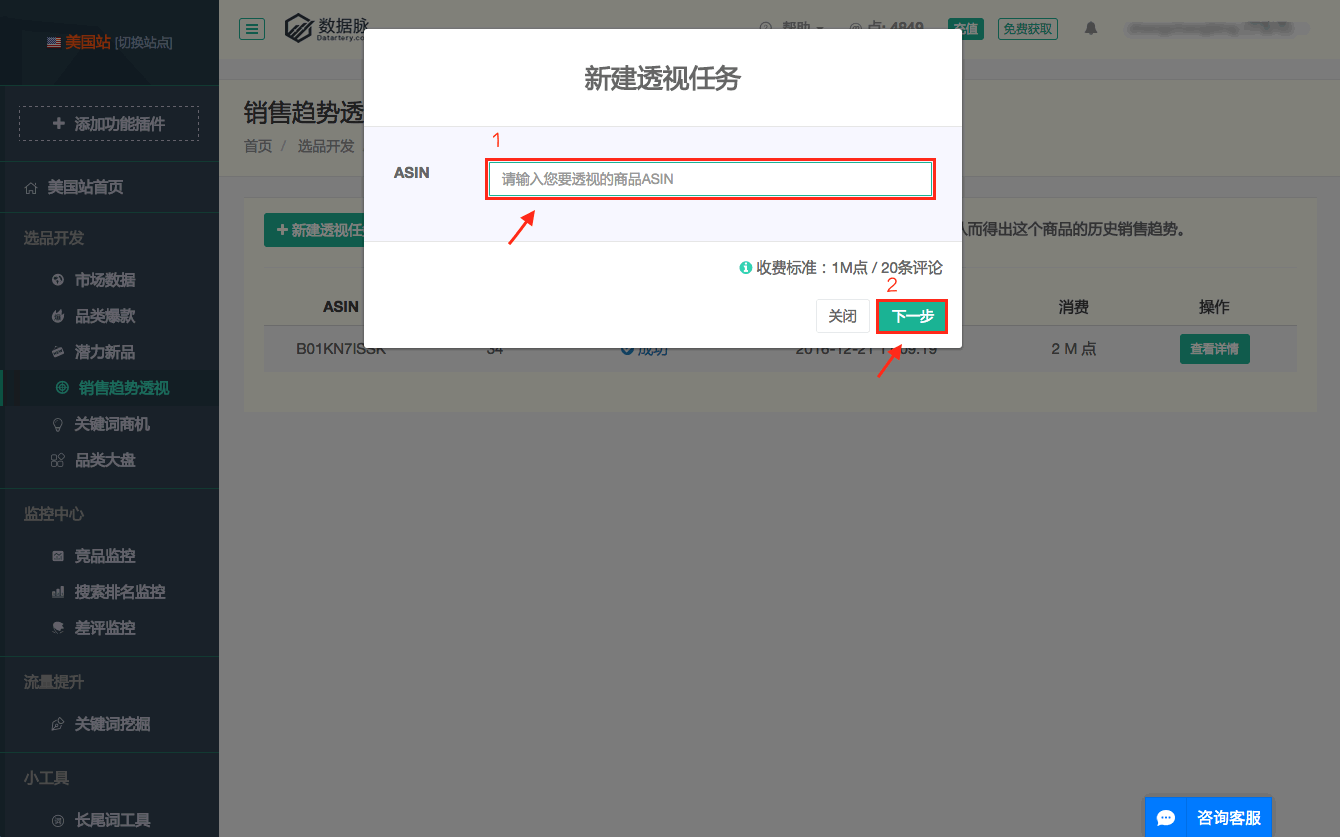 美国站 [切换站点]
添加功能插件
美国站首页
选品开发
市场数据
品类爆款
潜力新品
销售趋势透视
关键词商机
品类大盘
监控中心
竞品监控
搜索排名监控
差评监控
流量提升
关键词挖掘
小工具
长尾词工具
数据脉
Datartery.co
帮助
点: 4849
充值
免费获取
销售趋势透
首页 / 选品开发
新建透视任
人而得出这个商品的历史销售趋势。
ASIN
消费
操作
34
成功
2 M 点
查看详情
新建透视任务
1
ASIN
请输入您要透视的商品ASIN
收费标准：1M点 / 20条评论
2
关闭
下一步
咨询客服